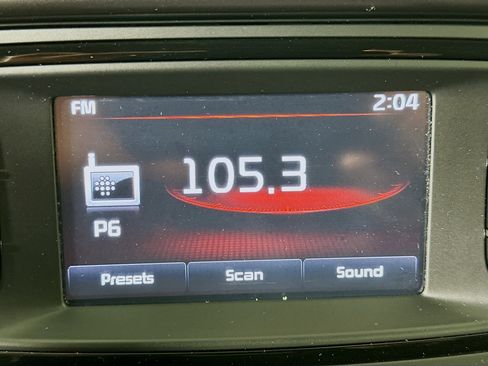 FM 2:04
105.3
P6
Presets Scan Sound